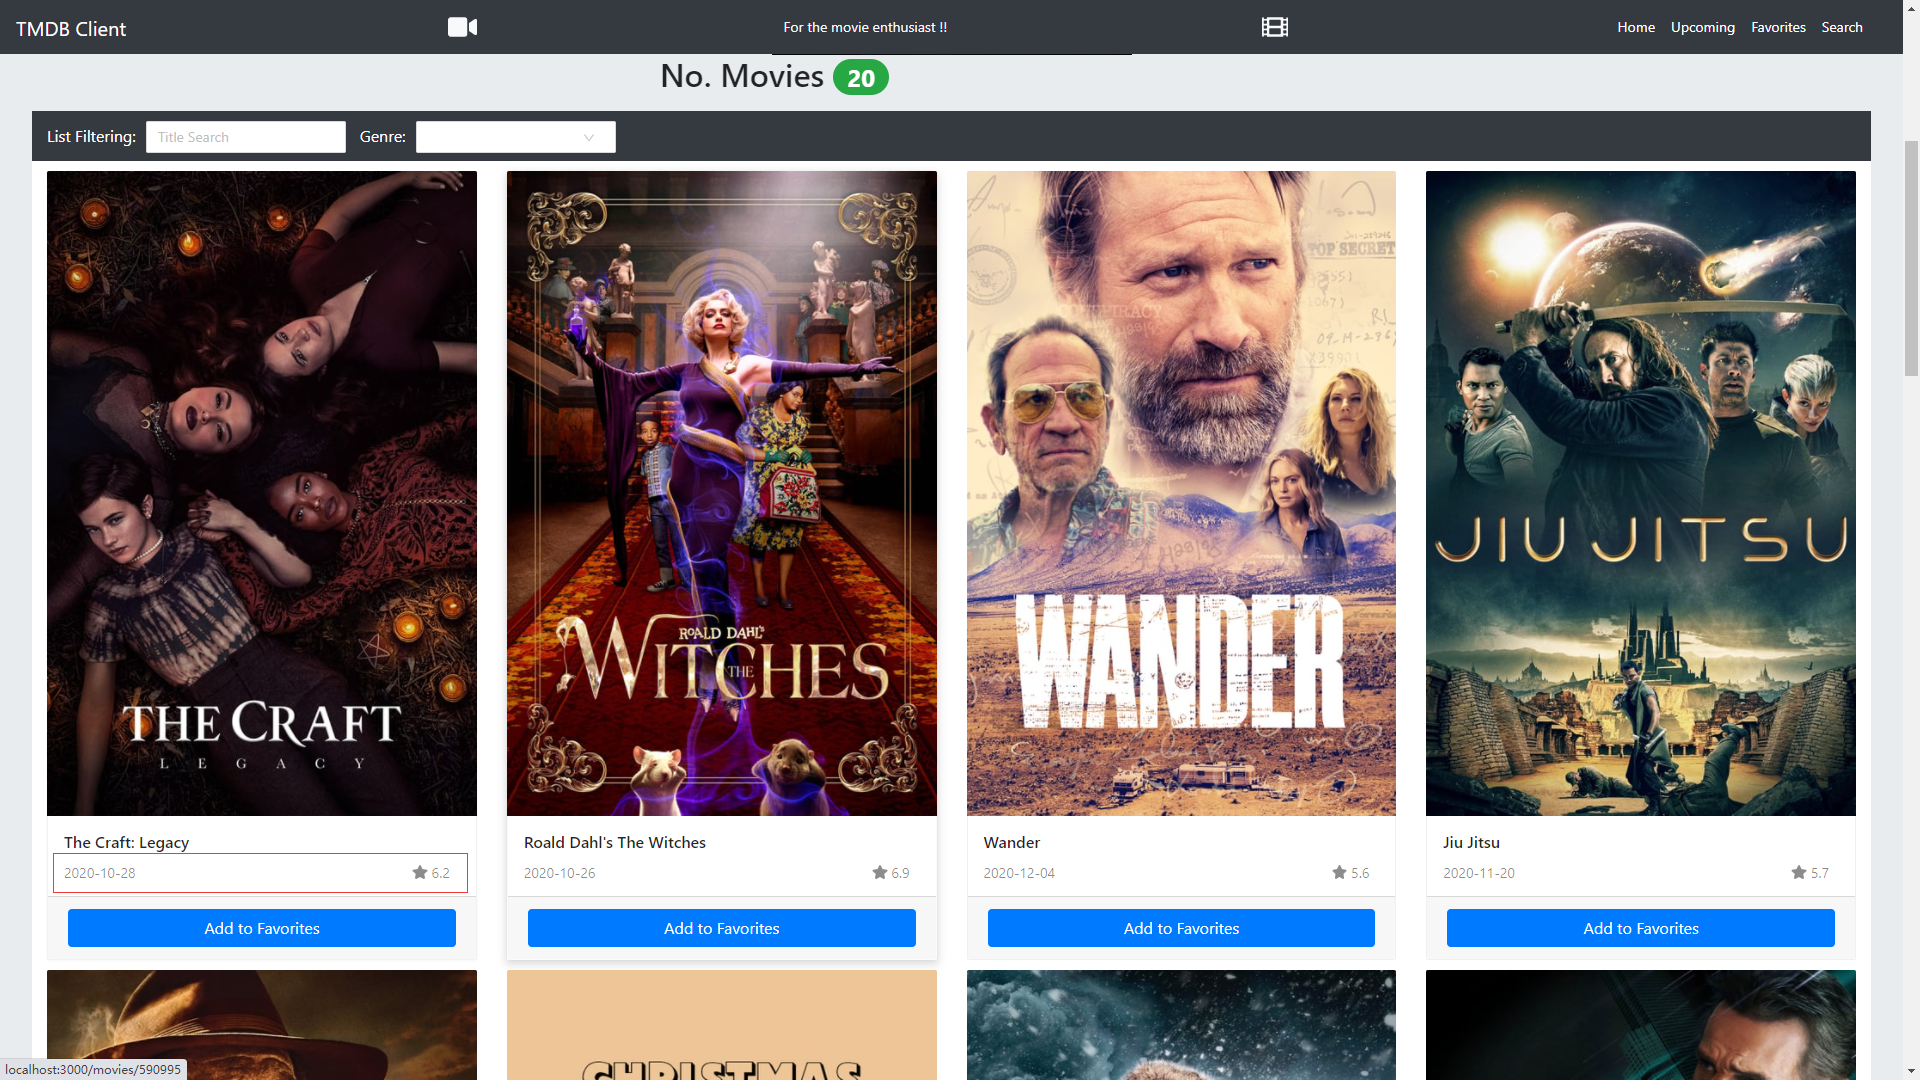 TMDB Client
For the movie enthusiast !!
Home Upcoming Favorites Search
No. Movies 20
List Filtering: Title Search Genre:
THE CRAFT
LEGACY
ROALD DAHL'S
THE WITCHES
TOP SECRET
CONSPIRACY
WANDER
JIU JITSU
The Craft: Legacy
2020-10-28 6.2
Add to Favorites
Roald Dahl's The Witches
2020-10-26 6.9
Add to Favorites
Wander
2020-12-04 5.6
Add to Favorites
Jiu Jitsu
2020-11-20 5.7
Add to Favorites
CHRISTMAS
localhost:3000/movies/590995